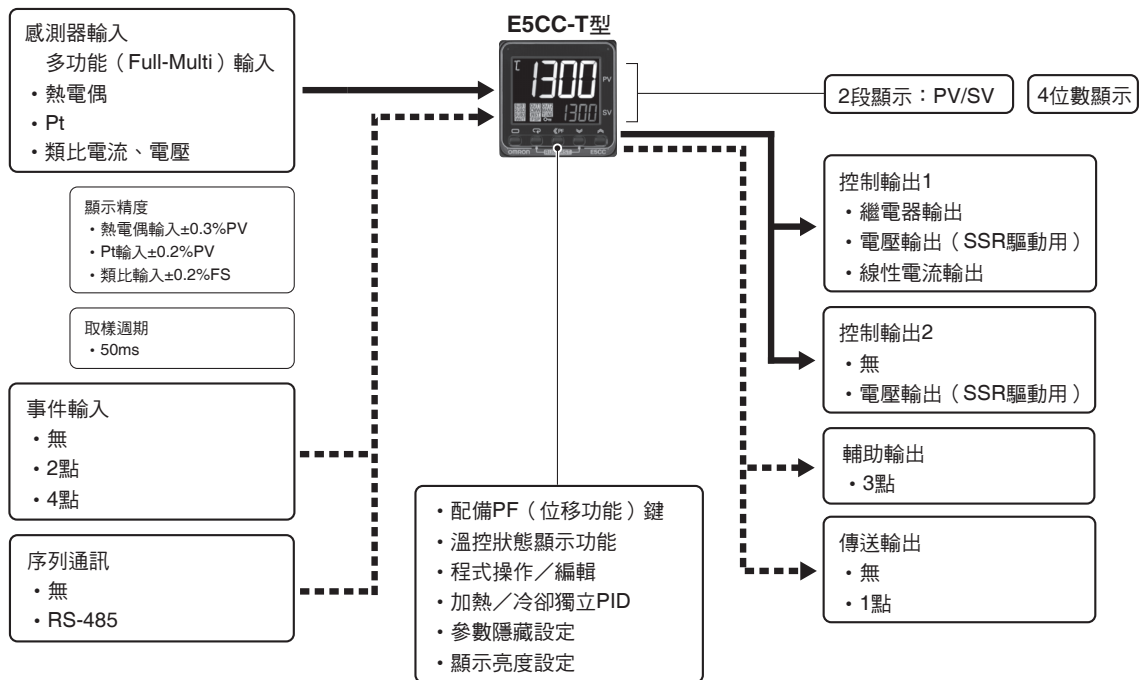 E5CC-T型
感測器輸入
多功能（Full-Multi）輸入
・熱電偶
・Pt
・類比電流、電壓
顯示精度
・熱電偶輸入±0.3%PV
・Pt輸入±0.2%PV
・類比輸入±0.2%FS
取樣週期
・50ms
事件輸入
・無
・2點
・4點
序列通訊
・無
・RS-485
℃
1300
PV
1300
SV
PF
OMRON
E5CC
・配備PF（位移功能）鍵
・溫控狀態顯示功能
・程式操作／編輯
・加熱／冷卻獨立PID
・參數隱藏設定
・顯示亮度設定
2段顯示：PV/SV
4位數顯示
控制輸出1
・繼電器輸出
・電壓輸出（SSR驅動用）
・線性電流輸出
控制輸出2
・無
・電壓輸出（SSR驅動用）
輔助輸出
・3點
傳送輸出
・無
・1點